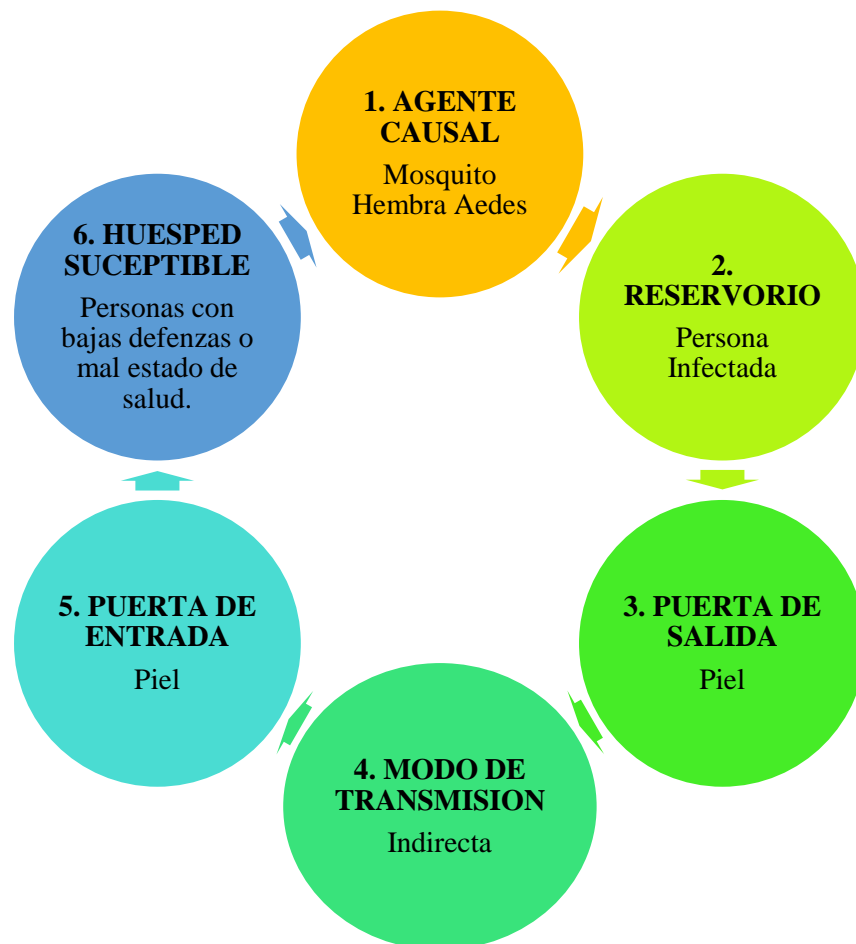 1. AGENTE
CAUSAL
Mosquito
Hembra Aedes
2.
RESERVORIO
Persona
Infectada
3. PUERTA DE
SALIDA
Piel
4. MODO DE
TRANSMISION
Indirecta
5. PUERTA DE
ENTRADA
Piel
6. HUESPED
SUCEPTIBLE
Personas con
bajas defenzas o
mal estado de
salud.